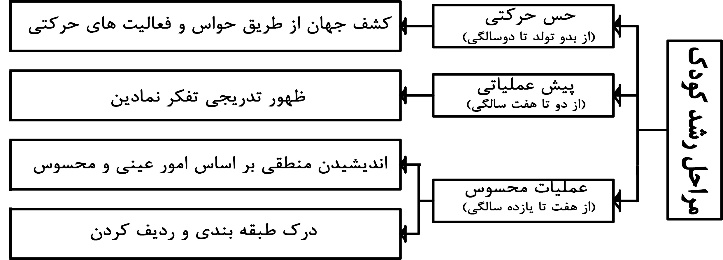 مراحل رشد کودک
حس حرکتی
(از بدو تولد تا دوسالگی)
کشف جهان از طریق حواس و فعالیت های حرکتی
پیش عملیاتی
(از دو تا هفت سالگی)
ظهور تدریجی تفکر نمادین
عملیات محسوس
(از هفت تا یازده سالگی)
اندیشیدن منطقی بر اساس امور عینی و محسوس
درک طبقه بندی و ردیف کردن